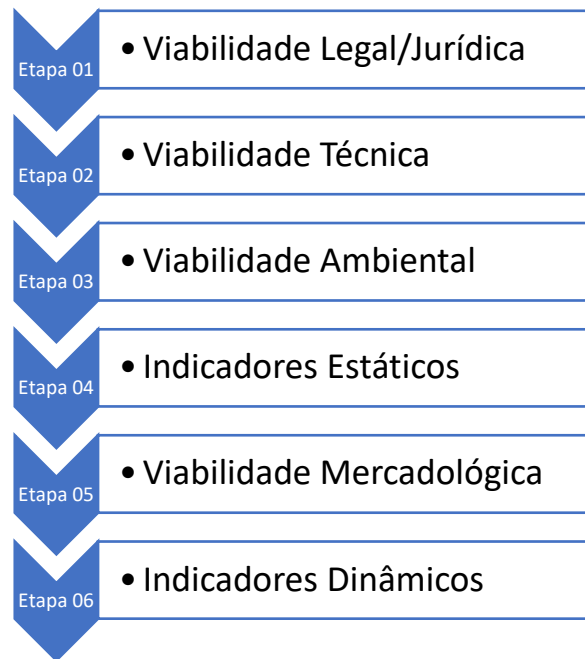 Etapa 01
• Viabilidade Legal/Jurídica
Etapa 02
• Viabilidade Técnica
Etapa 03
• Viabilidade Ambiental
Etapa 04
• Indicadores Estáticos
Etapa 05
• Viabilidade Mercadológica
Etapa 06
• Indicadores Dinâmicos